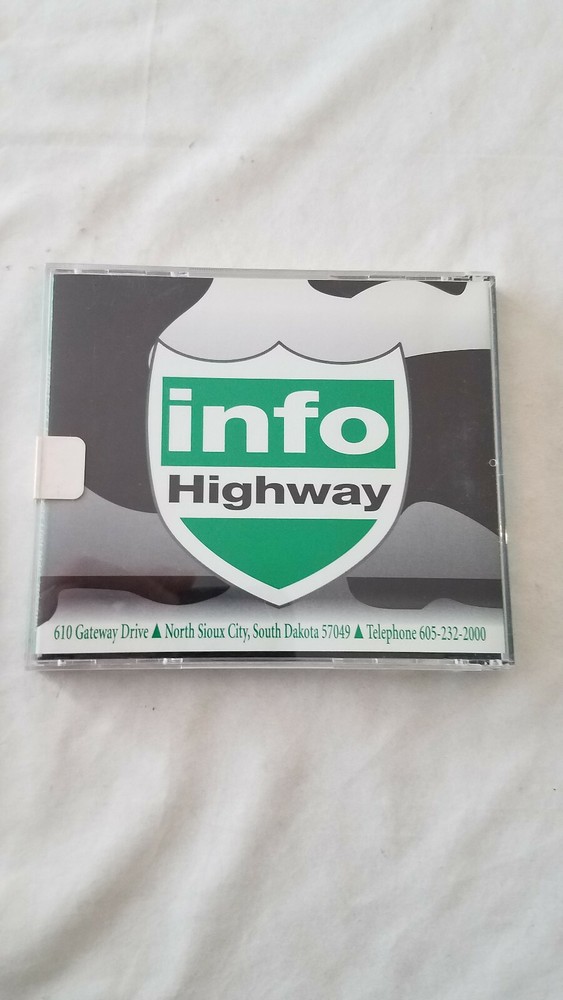 info
Highway
610 Gateway Drive ▲ North Sioux City, South Dakota 57049 ▲ Telephone 605-232-2000